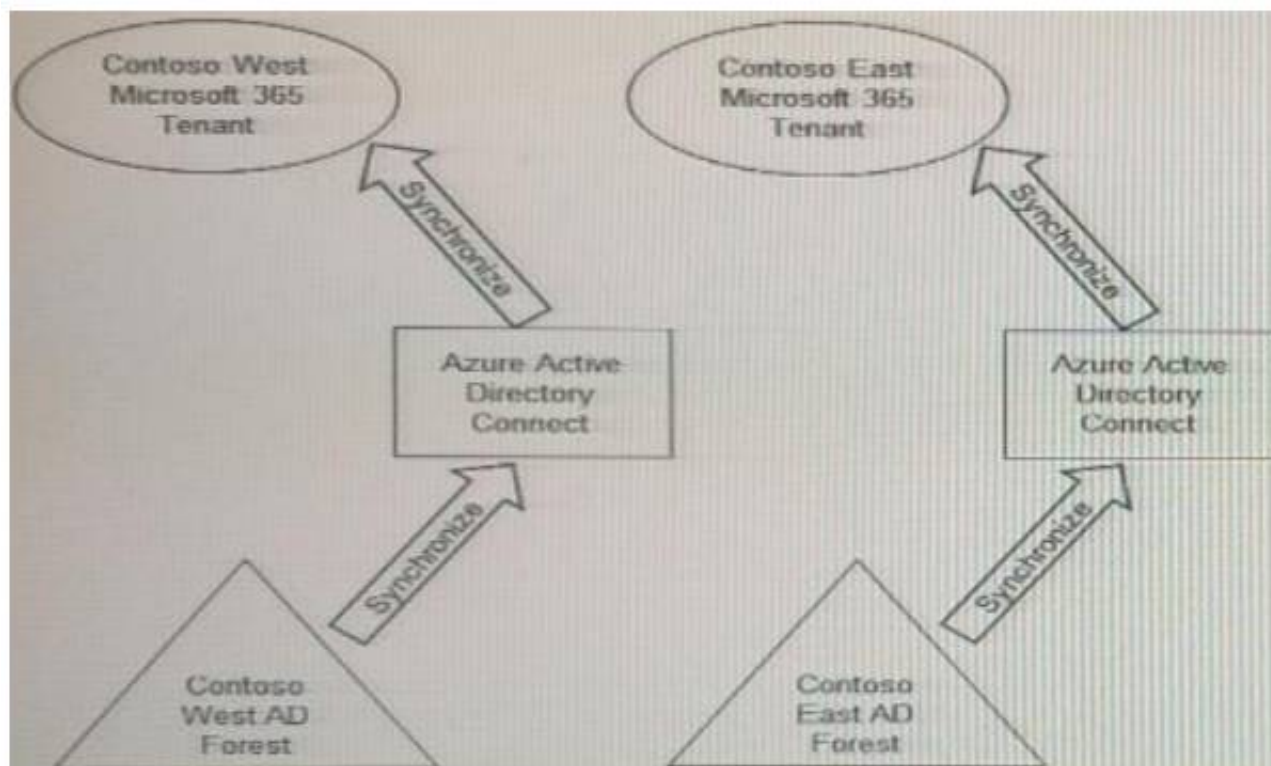 Contoso West
Microsoft 365
Tenant
Contoso East
Microsoft 365
Tenant
Synchronize
Synchronize
Azure Active
Directory
Connect
Azure Active
Directory
Connect
Synchronize
Synchronize
Contoso
West AD
Forest
Contoso
East AD
Forest